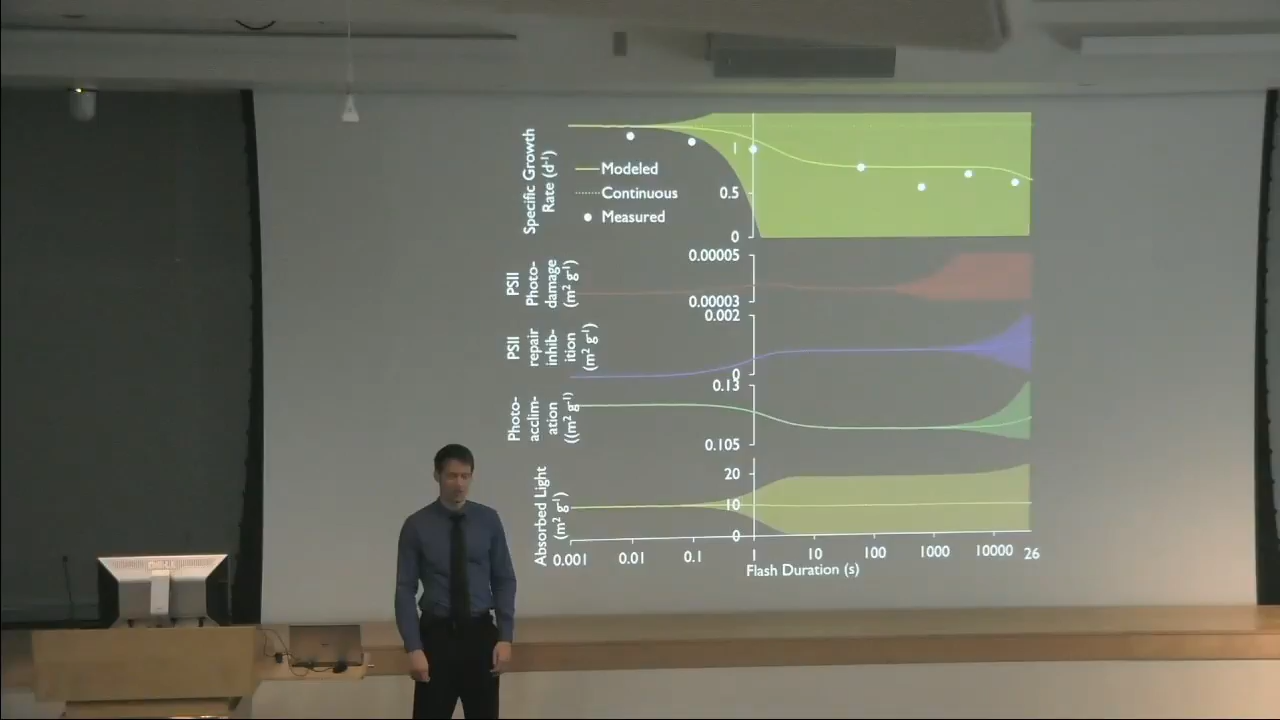 Specific Growth
Rate (d-¹)
1
0.5
0
Modeled
Continuous
Measured
PSII
Photo-
damage
(m² g-¹)
0.00005
0.00003
PSII
repair
inhib-
ition
(m² g-¹)
0.002
0
Photo-
acclim-
ation
((m² g-¹)
0.13
0.105
Absorbed Light
(m² g-¹)
20
10
0
0.001 0.01 0.1 1 10 100 1000 10000 26
Flash Duration (s)